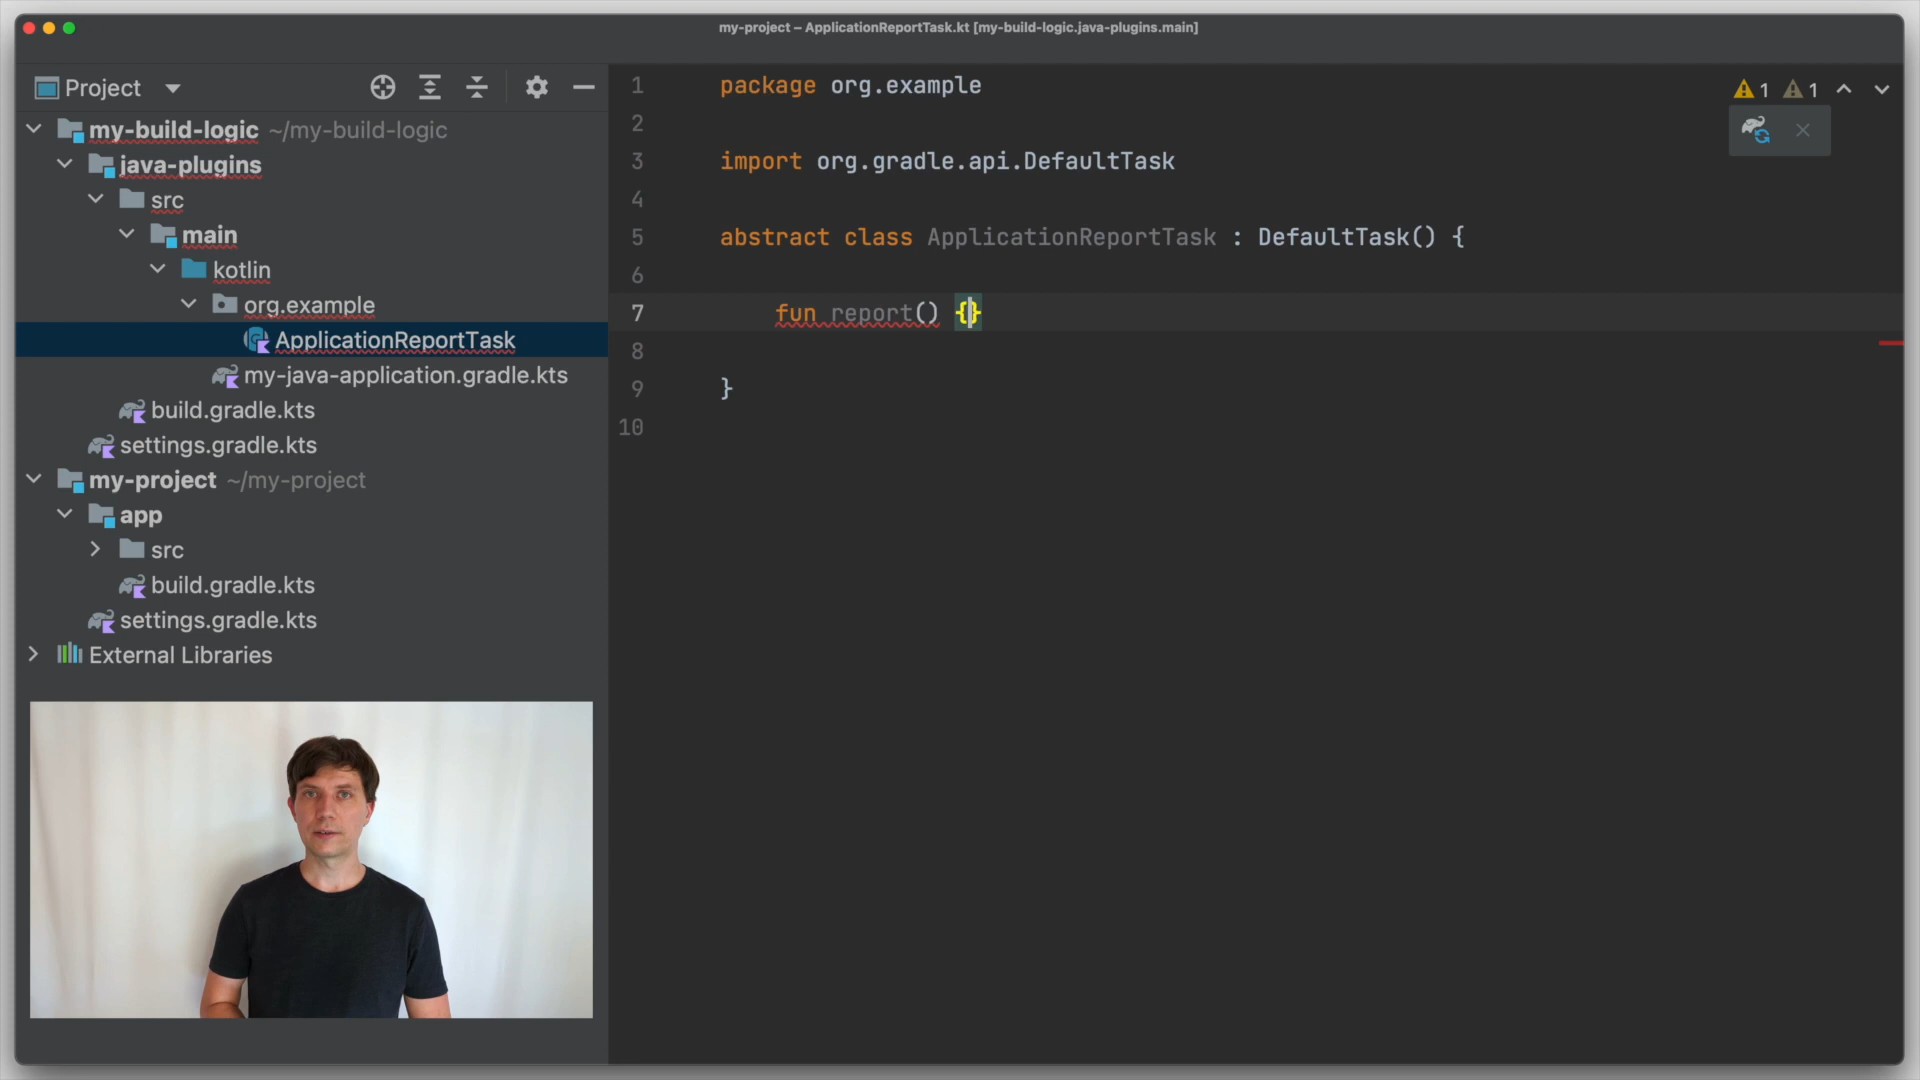 my-project – ApplicationReportTask.kt [my-build-logic.java-plugins.main]
Project
my-build-logic ~/my-build-logic
java-plugins
src
main
kotlin
org.example
ApplicationReportTask
my-java-application.gradle.kts
build.gradle.kts
settings.gradle.kts
my-project ~/my-project
app
src
build.gradle.kts
settings.gradle.kts
External Libraries
1 package org.example
2
3 import org.gradle.api.DefaultTask
4
5 abstract class ApplicationReportTask : DefaultTask() {
6
7 fun report() {}
8
9 }
10
1 1